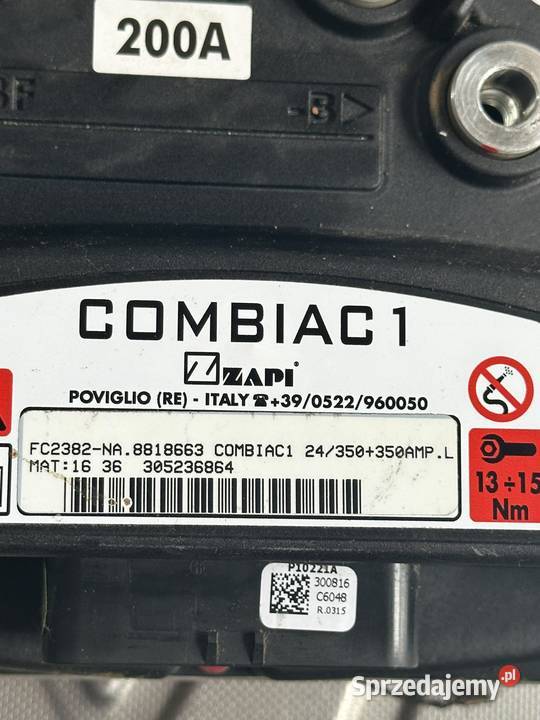 200A
BF
-B
COMBIAC1
ZAPI®
POVIGLIO (RE) - ITALY ☎+39/0522/960050
FC2382-NA.8818663 COMBIAC1 24/350+350AMP.L
MAT:16 36 305236864
13÷15
Nm
P10221A
300816
C6048
R.0315
Sprzedajemy.pl